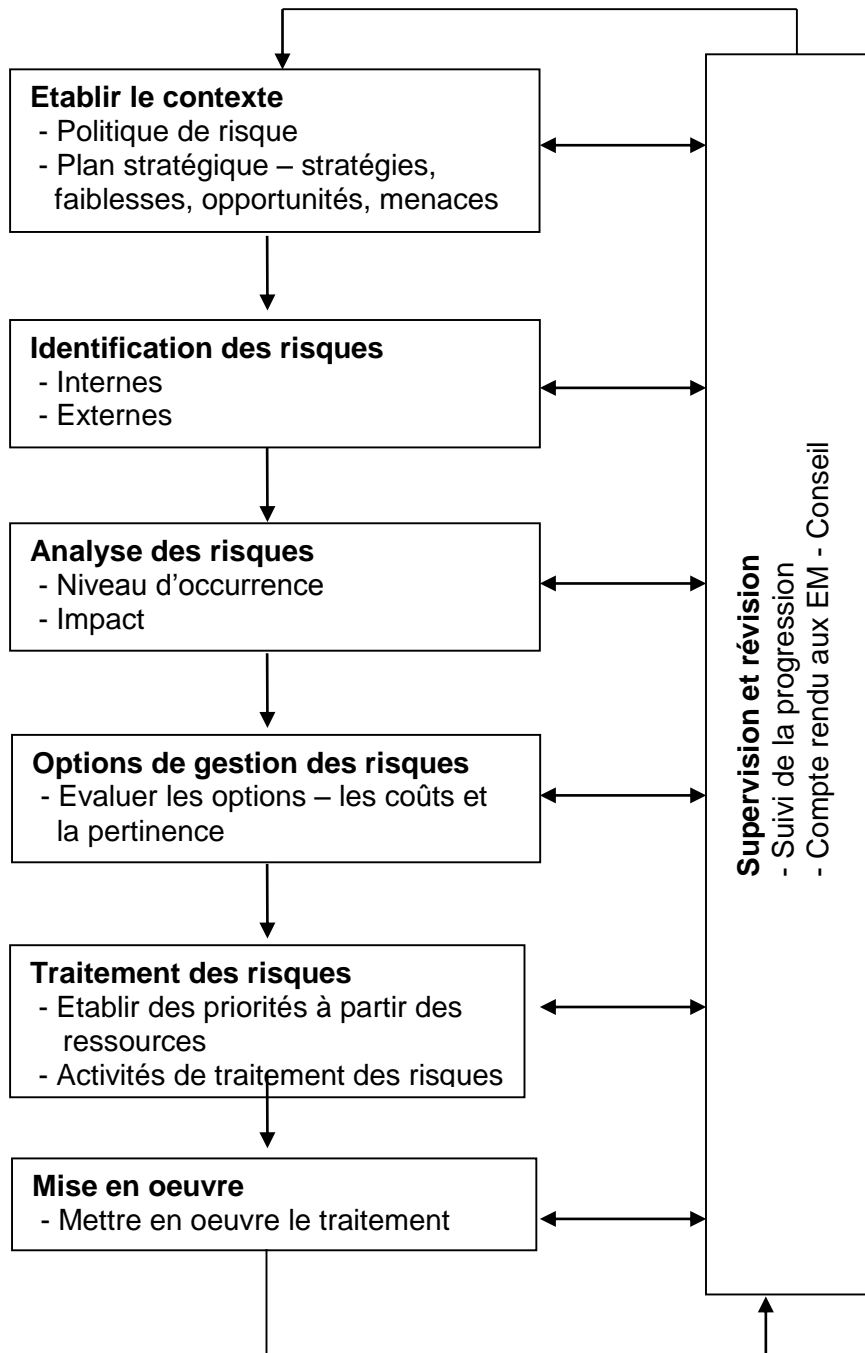 Etablir le contexte
- Politique de risque
- Plan stratégique – stratégies,
faiblesses, opportunités, menaces
Identification des risques
- Internes
- Externes
Analyse des risques
- Niveau d’occurrence
- Impact
Options de gestion des risques
- Evaluer les options – les coûts et
la pertinence
Traitement des risques
- Etablir des priorités à partir des
ressources
- Activités de traitement des risques
Mise en oeuvre
- Mettre en oeuvre le traitement
Supervision et révision
- Suivi de la progression
- Compte rendu aux EM - Conseil